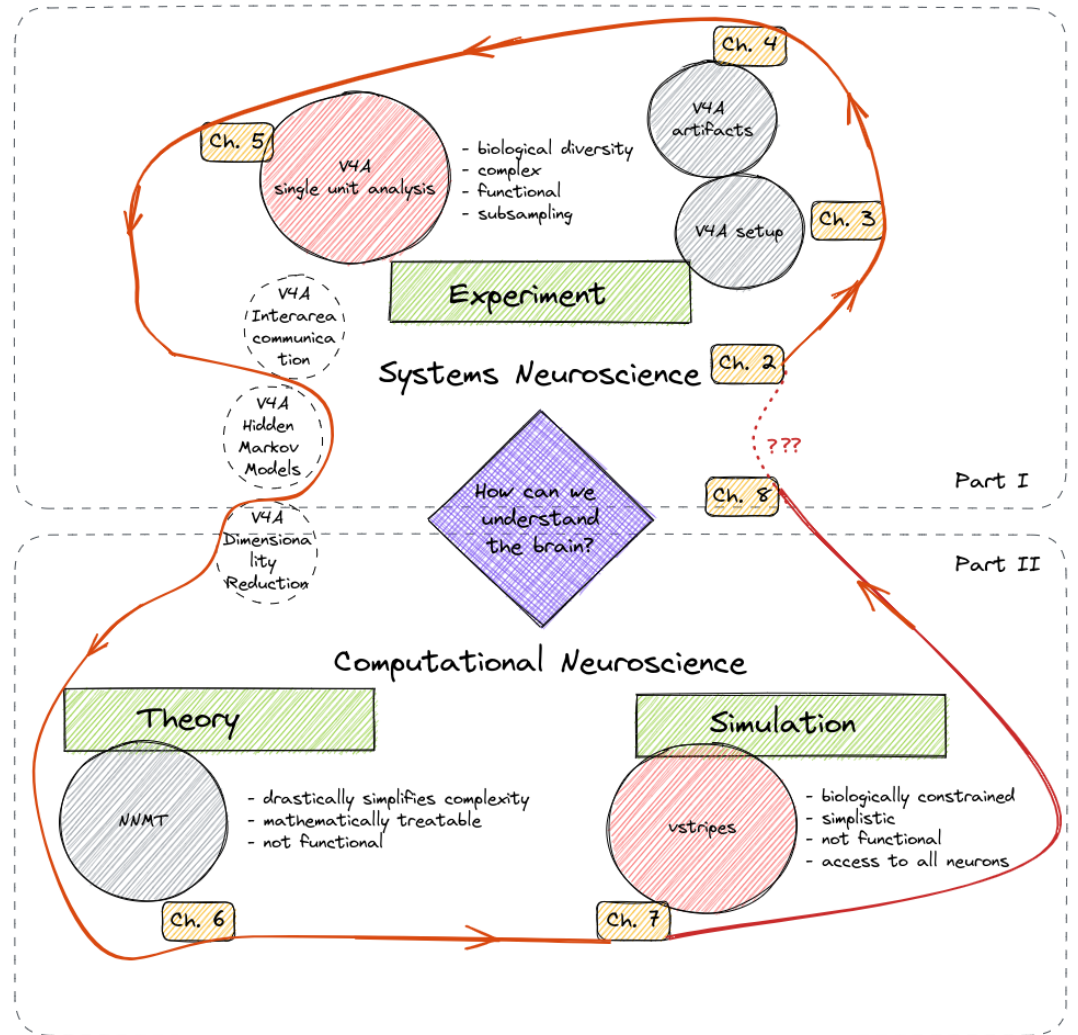 Ch. 4
V4A
artifacts
Ch. 5
V4A
single unit analysis
- biological diversity
- complex
- functional
- subsampling
Ch. 3
V4A setup
Experiment
V4A
Interarea
communica
tion
Systems Neuroscience
Ch. 2
V4A
Hidden
Markov
Models
???
Ch. 8
Part I
How can we
understand
the brain?
V4A
Dimensiona
lity
Reduction
Part II
Computational Neuroscience
Theory
NNMT
- drastically simplifies complexity
- mathematically treatable
- not functional
Ch. 6
Simulation
vstripes
- biologically constrained
- simplistic
- not functional
- access to all neurons
Ch. 7